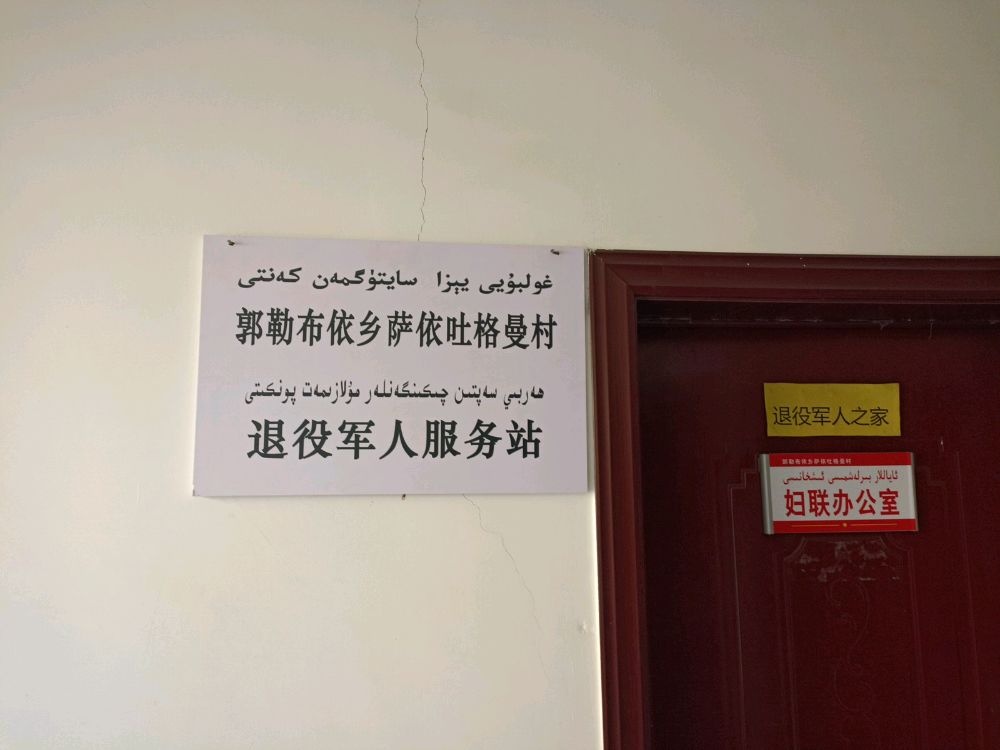 غولبۇيى يېزا سايتۈگمەن كەنتى
郭勒布依乡萨依吐格曼村
ھەربىي سەپتىن چېكىنگەنلەر مۇلازىمەت پونكىتى
退役军人服务站
退役军人之家
郭勒布依乡萨依吐格曼村
ئاياللار بىرلەشمىسى ئىشخانىسى
妇联办公室